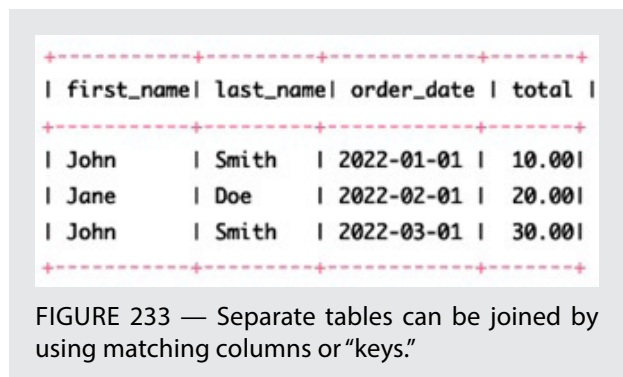 +------------+----------+-------------+-------+
| first_name| last_name| order_date | total |
+------------+----------+-------------+-------+
| John | Smith | 2022-01-01 | 10.00|
| Jane | Doe | 2022-02-01 | 20.00|
| John | Smith | 2022-03-01 | 30.00|
+------------+----------+-------------+-------+
FIGURE 233 — Separate tables can be joined by
using matching columns or “keys.”